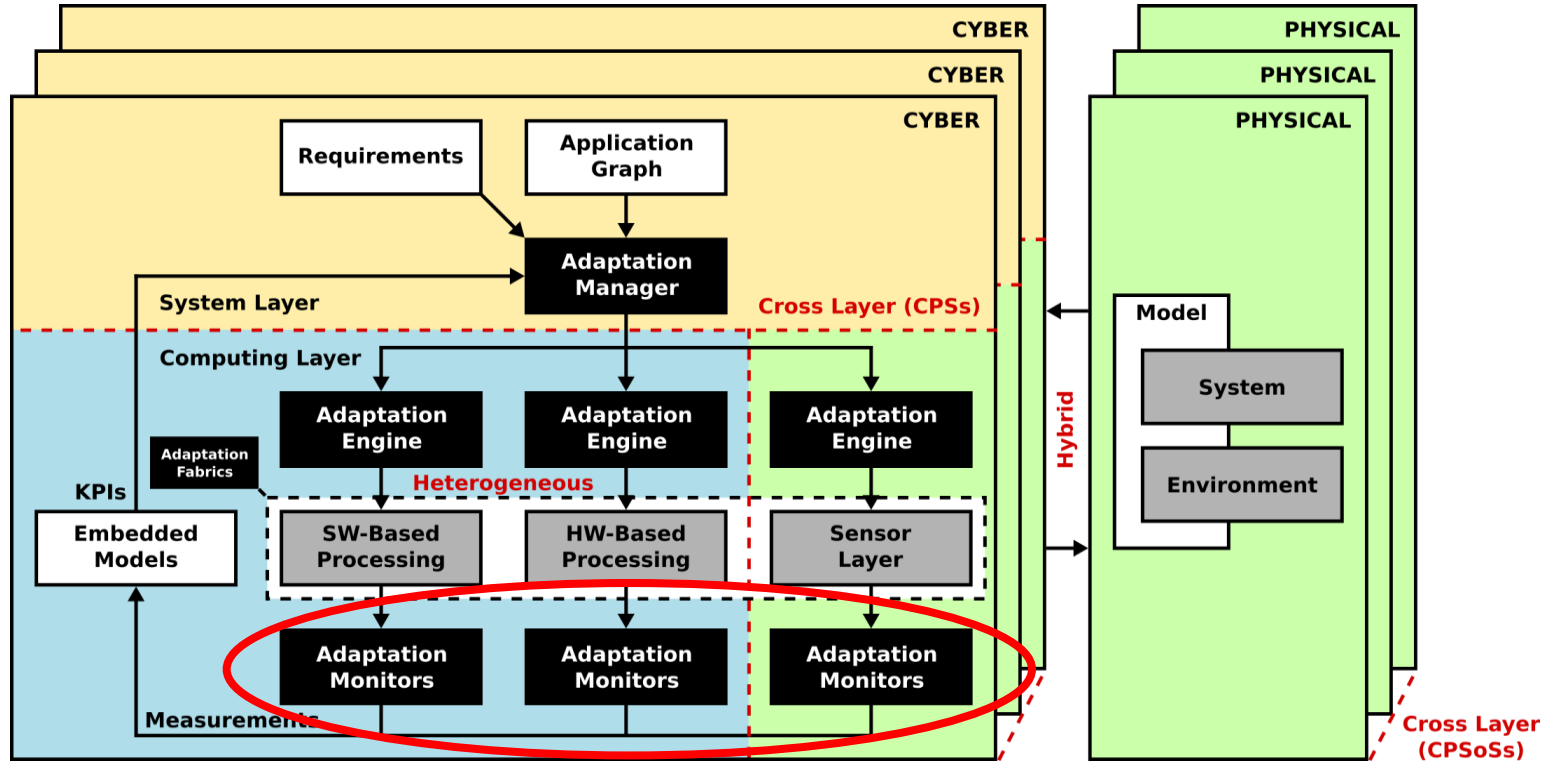 CYBER
CYBER
CYBER
PHYSICAL
PHYSICAL
PHYSICAL
Requirements
Application
Graph
Adaptation
Manager
System Layer
Cross Layer (CPSs)
Computing Layer
Adaptation
Engine
Adaptation
Engine
Adaptation
Engine
Adaptation
Fabrics
Heterogeneous
KPIs
Embedded
Models
SW-Based
Processing
HW-Based
Processing
Sensor
Layer
Adaptation
Monitors
Adaptation
Monitors
Adaptation
Monitors
Measurements
Hybrid
Model
System
Environment
Cross Layer
(CPSoSs)